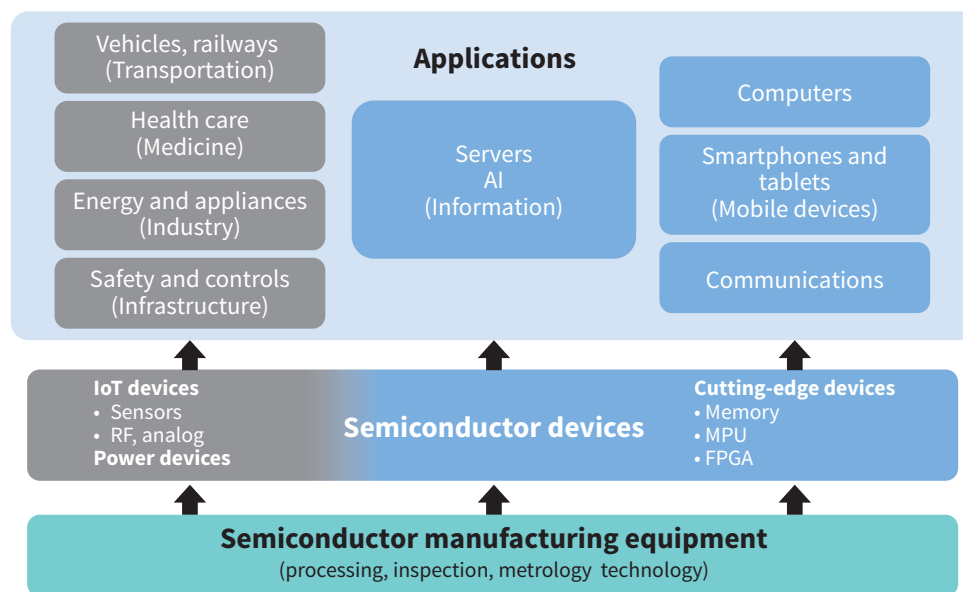 Applications
Vehicles, railways
(Transportation)
Health care
(Medicine)
Energy and appliances
(Industry)
Safety and controls
(Infrastructure)
Servers
AI
(Information)
Computers
Smartphones and
tablets
(Mobile devices)
Communications
IoT devices
• Sensors
• RF, analog
Power devices
Semiconductor devices
Cutting-edge devices
• Memory
• MPU
• FPGA
Semiconductor manufacturing equipment
(processing, inspection, metrology technology)